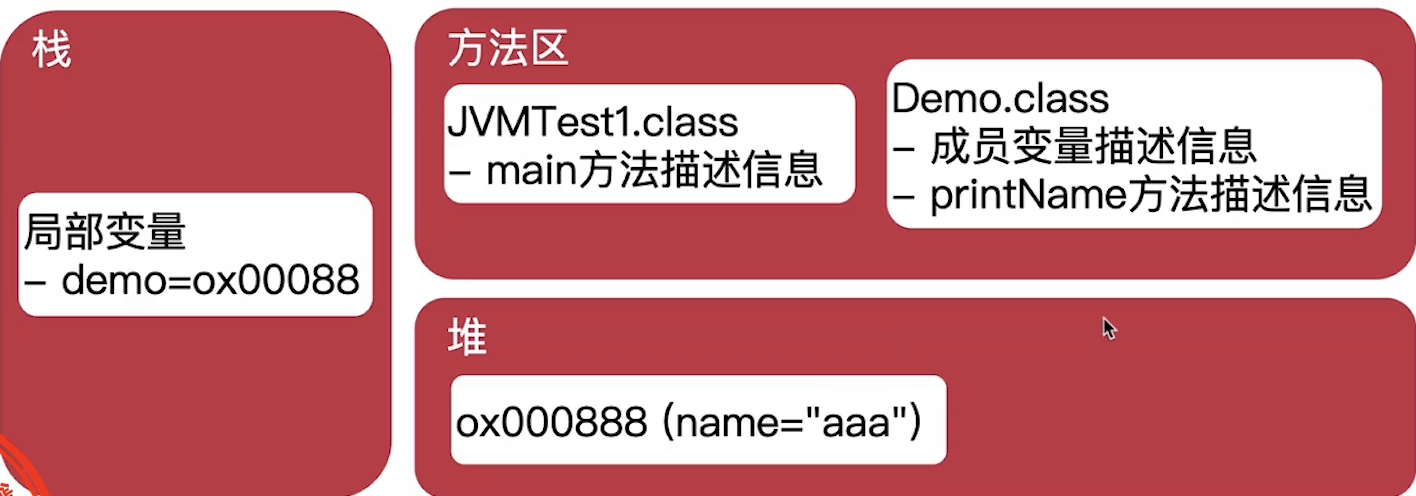 栈
局部变量
- demo=ox00088
方法区
JVMTest1.class
- main方法描述信息
Demo.class
- 成员变量描述信息
- printName方法描述信息
堆
ox000888 (name="aaa")